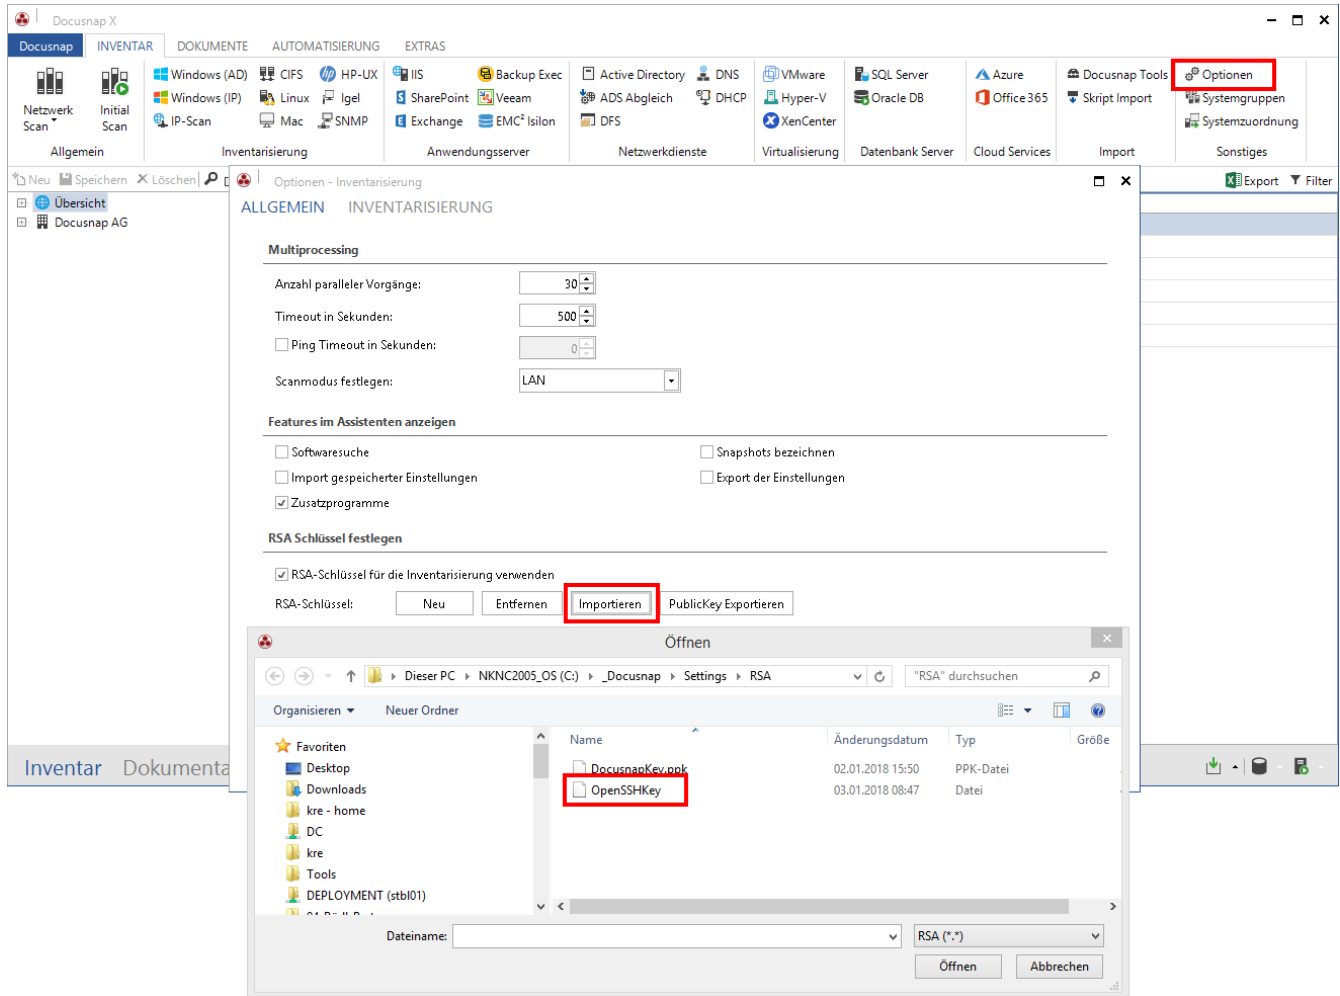 Docusnap X
Docusnap INVENTAR DOKUMENTE AUTOMATISIERUNG EXTRAS
Windows (AD) CIFS HP-UX IIS Backup Exec Active Directory DNS VMware SQL Server Azure Docusnap Tools Optionen
Windows (IP) Linux Igel SharePoint Veeam ADS Abgleich DHCP Hyper-V Oracle DB Office 365 Skript Import Systemgruppen
Netzwerk Scan Initial Scan IP-Scan Mac SNMP Exchange EMC² Isilon DFS XenCenter Systemzuordnung
Allgemein Inventarisierung Anwendungsserver Netzwerkdienste Virtualisierung Datenbank Server Cloud Services Import Sonstiges
Neu Speichern Löschen Export Filter
Übersicht
Docusnap AG
Optionen - Inventarisierung
ALLGEMEIN INVENTARISIERUNG
Multiprocessing
Anzahl paralleler Vorgänge: 30
Timeout in Sekunden: 500
Ping Timeout in Sekunden: 0
Scanmodus festlegen: LAN
Features im Assistenten anzeigen
Softwaresuche Snapshots bezeichnen
Import gespeicherter Einstellungen Export der Einstellungen
Zusatzprogramme
RSA Schlüssel festlegen
RSA-Schlüssel für die Inventarisierung verwenden
RSA-Schlüssel: Neu Entfernen Importieren PublicKey Exportieren
Öffnen
Dieser PC NKNC2005_OS (C:) _Docusnap Settings RSA "RSA" durchsuchen
Organisieren Neuer Ordner
Name Änderungsdatum Typ Größe
Favoriten
Desktop
Downloads
kre - home
DC
kre
Tools
DEPLOYMENT (stbl01)
DocusnapKey.ppk 02.01.2018 15:50 PPK-Datei
OpenSSHKey 03.01.2018 08:47 Datei
Dateiname: RSA (*.*)
Öffnen Abbrechen
Inventar Dokumenta